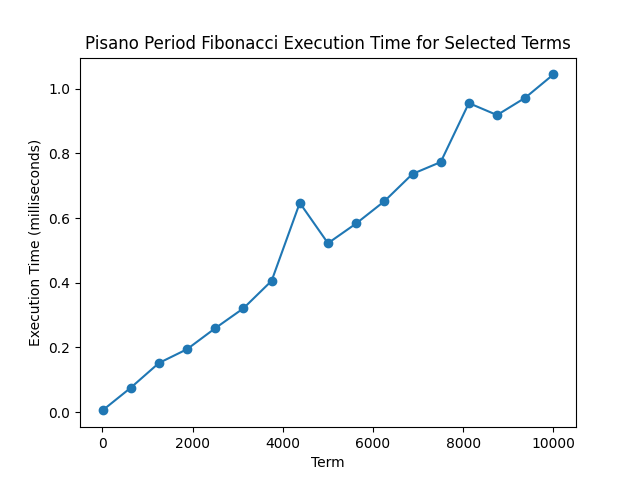 Pisano Period Fibonacci Execution Time for Selected Terms
Execution Time (milliseconds)
1.0
0.8
0.6
0.4
0.2
0.0
0 2000 4000 6000 8000 10000
Term